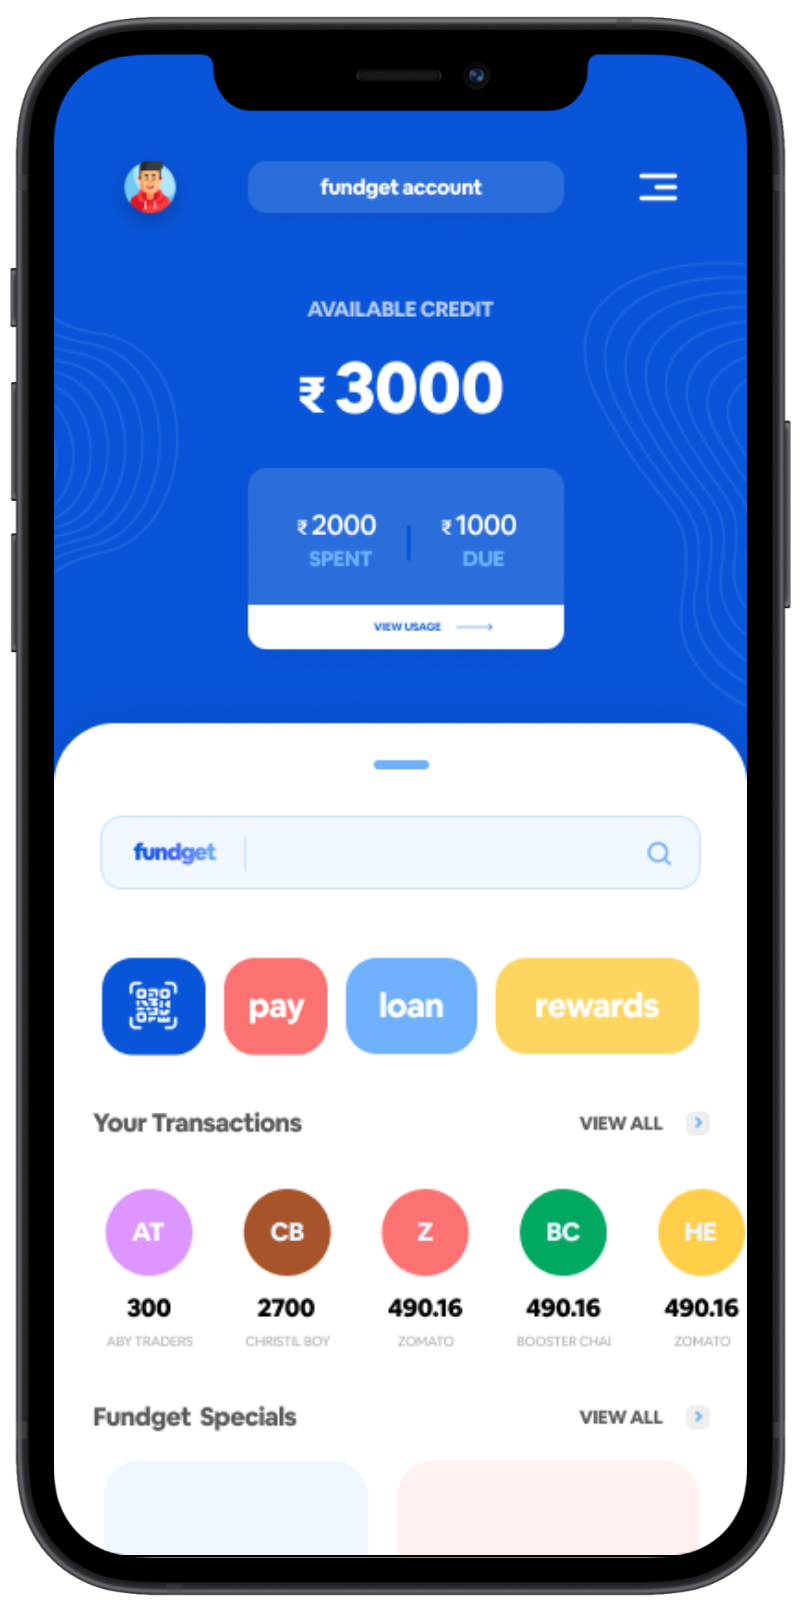 fundget account
AVAILABLE CREDIT
₹ 3000
₹ 2000
SPENT
₹ 1000
DUE
VIEW USAGE
fundget
pay
loan
rewards
Your Transactions
VIEW ALL
AT
CB
Z
BC
HE
300
2700
490.16
490.16
490.16
ABY TRADERS
CHRISTIL BOY
ZOMATO
BOOSTER CHAI
ZOMATO
Fundget Specials
VIEW ALL